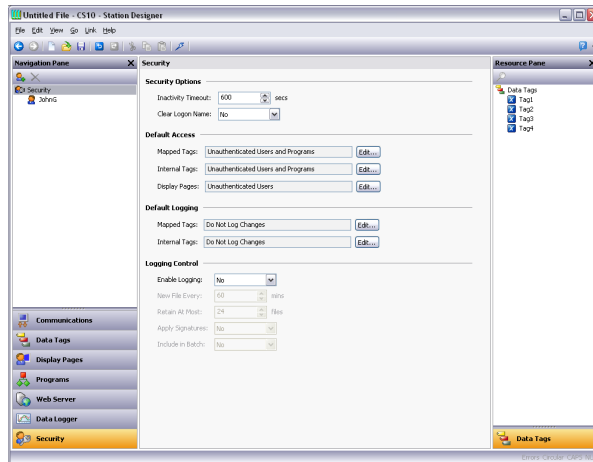 Untitled File - CS10 - Station Designer
File Edit View Go Link Help
Navigation Pane X
Security
JohnG
Communications
Data Tags
Display Pages
Programs
Web Server
Data Logger
Security
Security
Security Options
Inactivity Timeout: 600 secs
Clear Logon Name: No
Default Access
Mapped Tags: Unauthenticated Users and Programs Edit...
Internal Tags: Unauthenticated Users and Programs Edit...
Display Pages: Unauthenticated Users Edit...
Default Logging
Mapped Tags: Do Not Log Changes Edit...
Internal Tags: Do Not Log Changes Edit...
Logging Control
Enable Logging: No
New File Every: 60 mins
Retain At Most: 24 files
Apply Signatures: No
Include in Batch: No
Resource Pane
Data Tags
Tag1
Tag2
Tag3
Tag4
Data Tags
Errors Circular CAPS